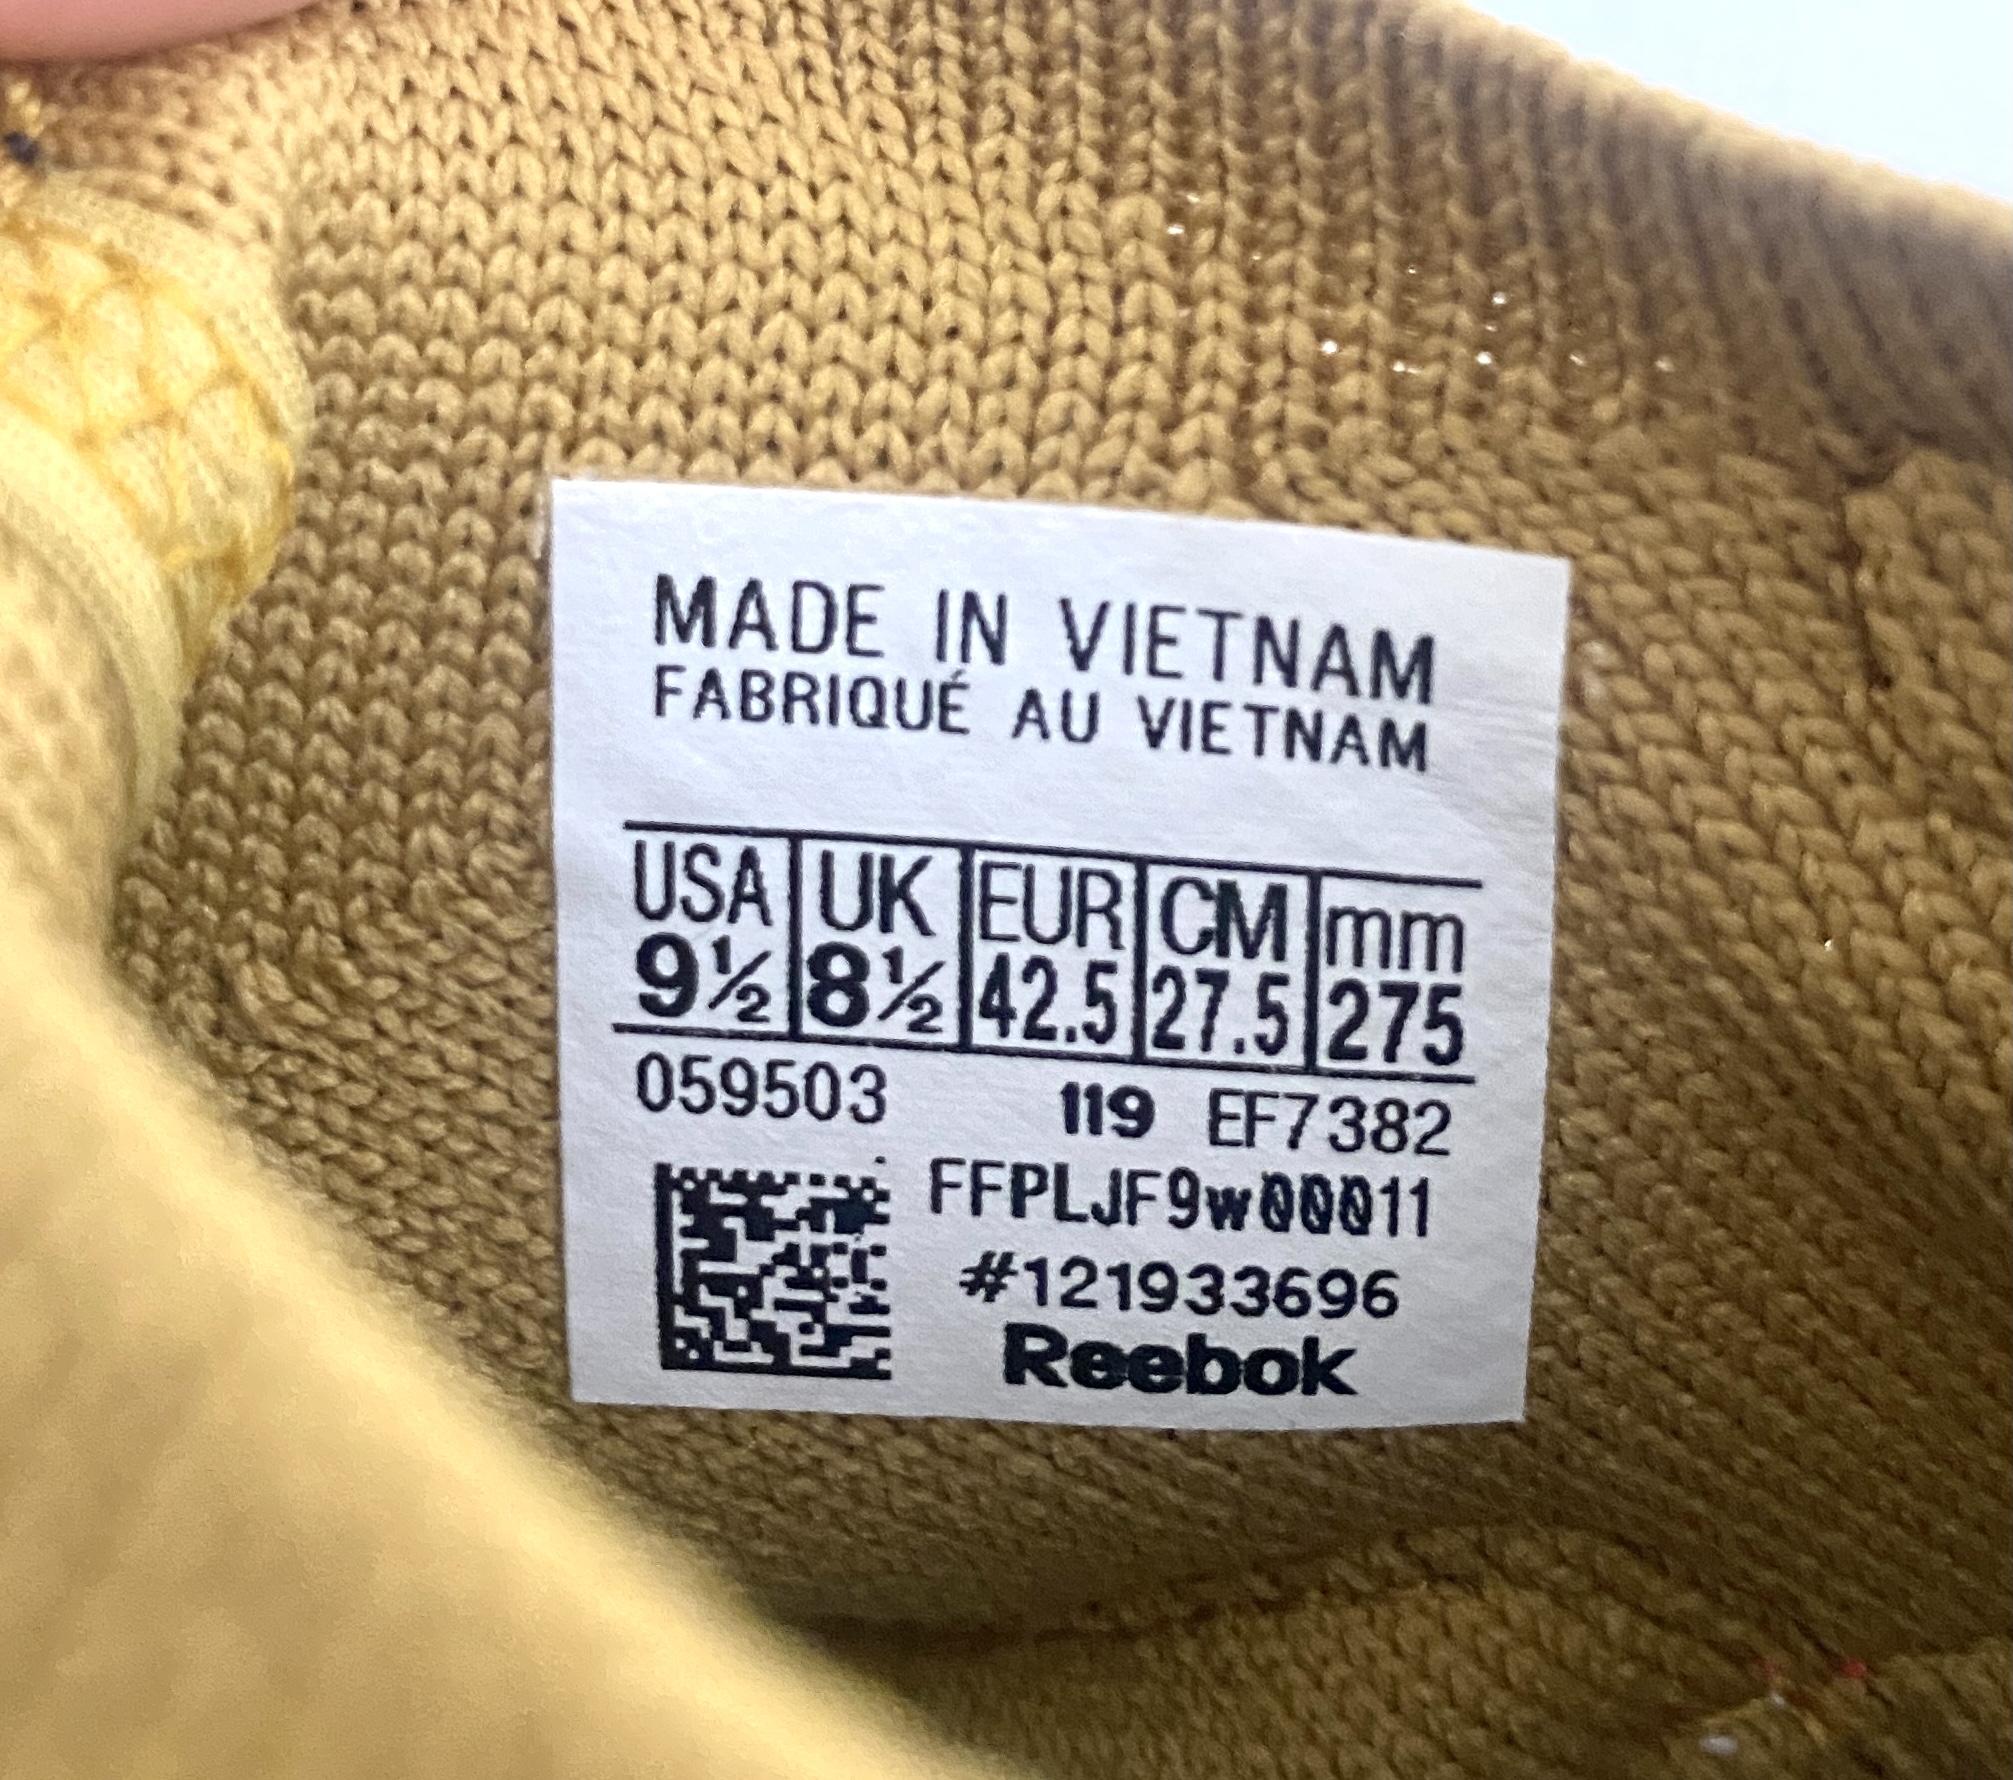 MADE IN VIETNAM
FABRIQUÉ AU VIETNAM
USA UK EUR CM mm
9½ 8½ 42.5 27.5 275
059503 119 EF7382
FFPLJF9w00011
#121933696
Reebok